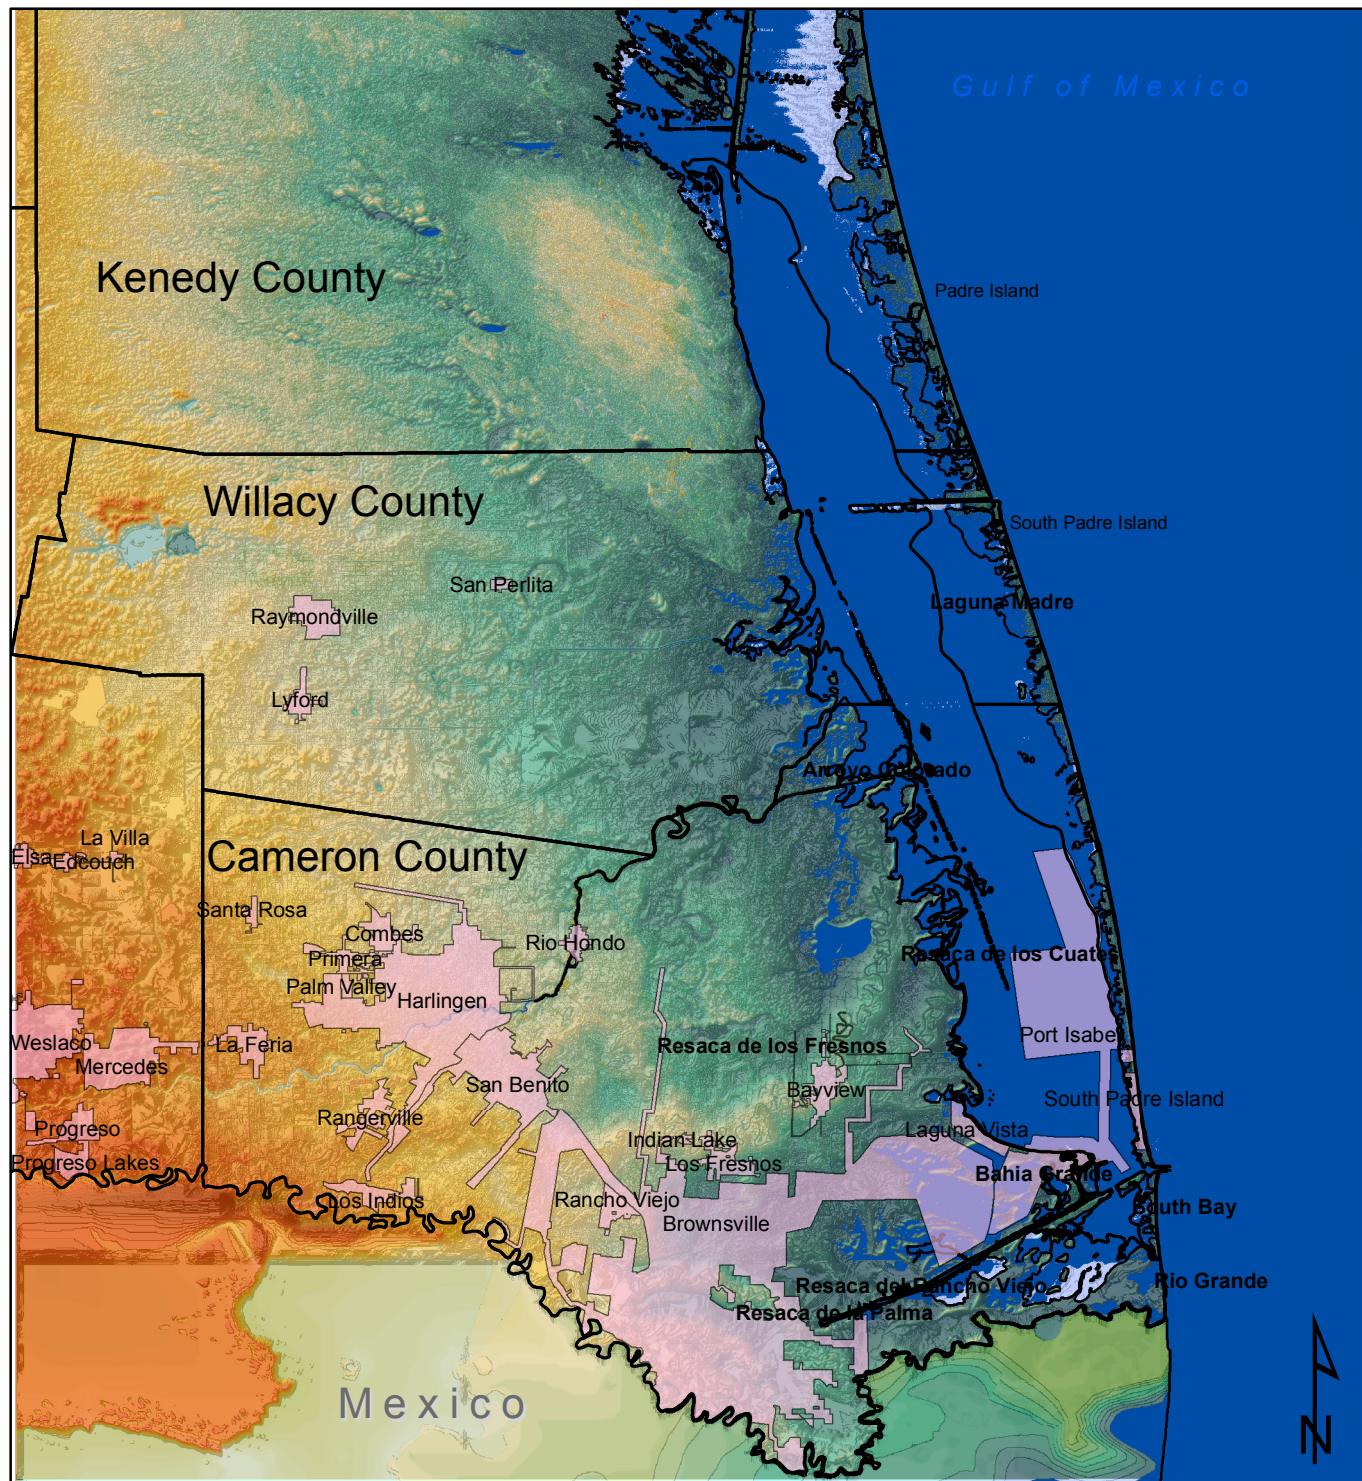 Gulf of Mexico
Kenedy County
Padre Island
Willacy County
South Padre Island
San Perlita
Laguna Madre
Raymondville
Lyford
Arroyo Colorado
La Villa
Elsa
Edcouch
Cameron County
Santa Rosa
Combes
Rio Hondo
Resaca de los Cuates
Primera
Palm Valley
Harlingen
Port Isabel
Weslaco
La Feria
Resaca de los Fresnos
Mercedes
San Benito
Bayview
South Padre Island
Rangerville
Progreso
Laguna Vista
Indian Lake
Progreso Lakes
Los Fresnos
Bahia Grande
Los Indios
Rancho Viejo
South Bay
Brownsville
Resaca del Rancho Viejo
Rio Grande
Resaca de la Palma
Mexico
N